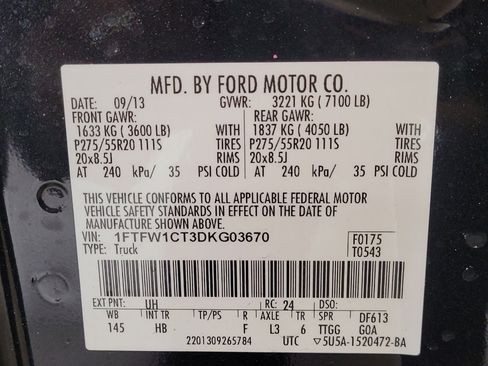 MFD. BY FORD MOTOR CO.
DATE: 09/13 GVWR: 3221 KG ( 7100 LB)
FRONT GAWR: REAR GAWR:
1633 KG ( 3600 LB) WITH 1837 KG ( 4050 LB) WITH
P275/55R20 111S TIRES P275/55R20 111S TIRES
20x8.5J RIMS 20x8.5J RIMS
AT 240 kPa/ 35 PSI COLD AT 240 kPa/ 35 PSI COLD
THIS VEHICLE CONFORMS TO ALL APPLICABLE FEDERAL MOTOR
VEHICLE SAFETY STANDARDS IN EFFECT ON THE DATE OF
MANUFACTURE SHOWN ABOVE.
VIN: 1FTFW1CT3DKG03670 F0175
TYPE: Truck T0543
EXT PNT: UH RC: 24 DSO:
WB INT TR TP/PS R AXLE TR SPR DF613
145 HB F L3 6 TTGG GOA
2201309265784 UTC ▽5U5A-1520472-BA